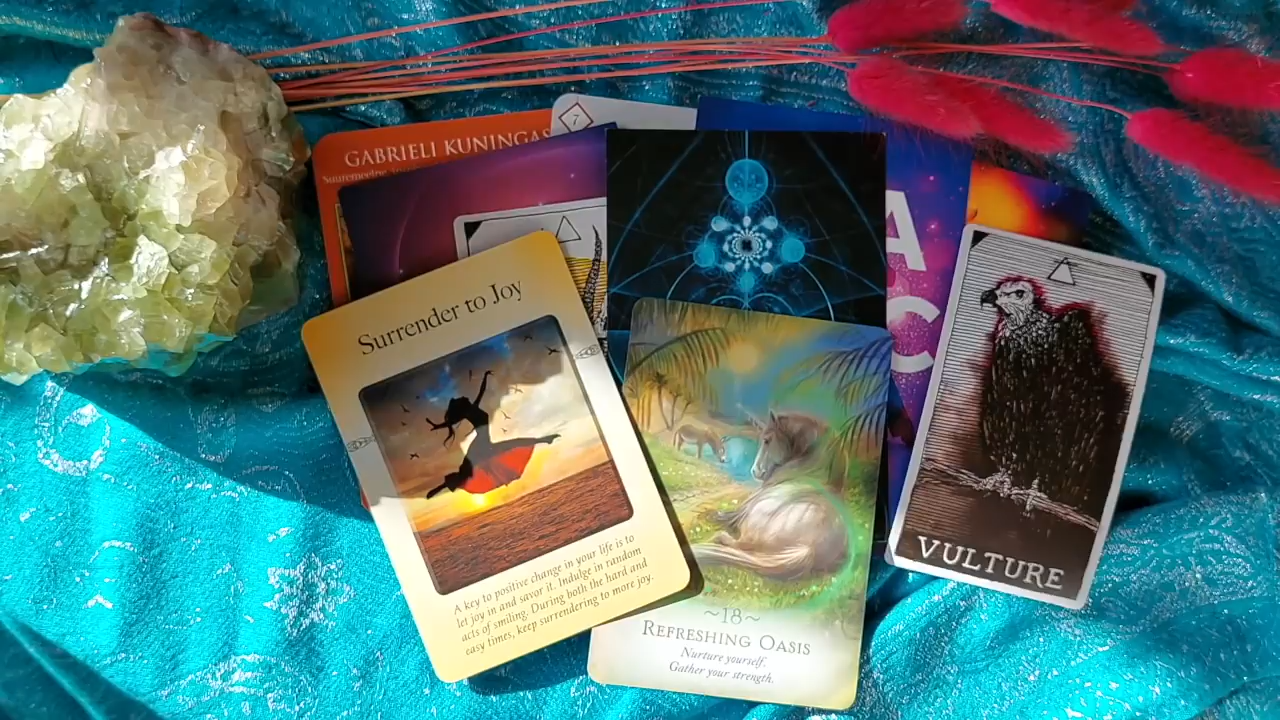 GABRIELI KUNINGAS
7
A
C
Surrender to Joy
A key to positive change in your life is to
let joy in and savor it. Indulge in random
acts of smiling. During both the hard and
easy times, keep surrendering to more joy.
~18~
REFRESHING OASIS
Nurture yourself.
Gather your strength.
VULTURE